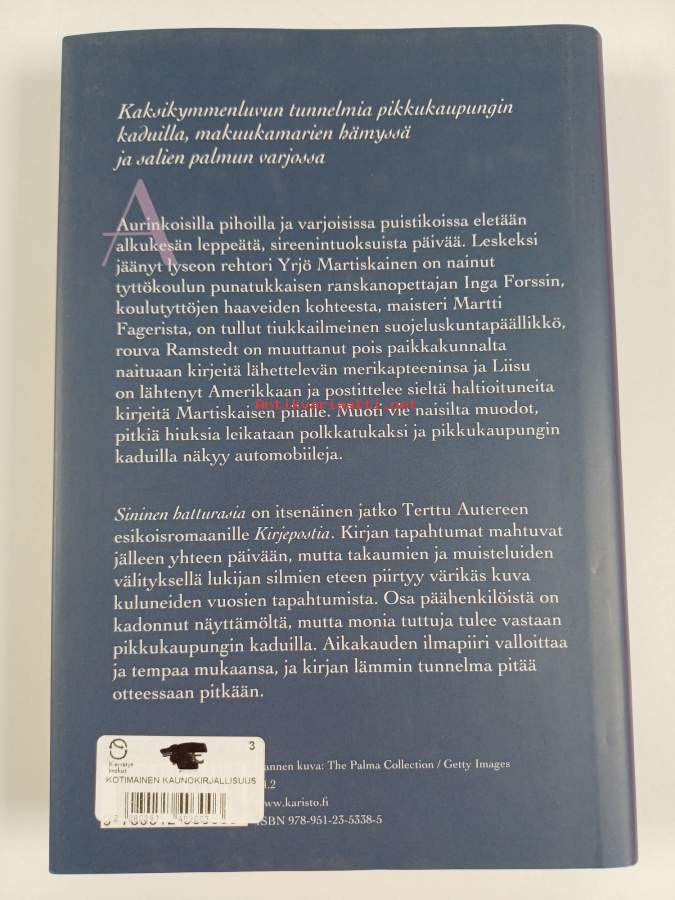 Kaksikymmenluvun tunnelmia pikkukaupungin
kaduilla, makuukamarien hämyssä
ja salien palmun varjossa
Aurinkoisilla pihoilla ja varjoisissa puistikoissa eletään
alkukesän leppeätä, sireenintuoksuista päivää. Leskeksi
jäänyt lyseon rehtori Yrjö Martiskainen on nainut
tyttökoulun punatukkaisen ranskanopettajan Inga Forssin,
koulutyttöjen haaveiden kohteesta, maisteri Martti
Fagerista, on tullut tiukkailmeinen suojeluskuntapäällikkö,
rouva Ramstedt on muuttanut pois paikkakunnalta
naituaan kirjeitä lähettelevän merikapteeninsa ja Liisu
on lähtenyt Amerikkaan ja postittelee sieltä haltioituneita
kirjeitä Martiskaisen piialle. Muoti vie naisilta muodot,
Antikvariaatti.net
pitkiä hiuksia leikataan polkkatukaksi ja pikkukaupungin
kaduilla näkyy automobiileja.
Sininen hatturasia on itsenäinen jatko Terttu Autereen
esikoisromaanille Kirjepostia. Kirjan tapahtumat mahtuvat
jälleen yhteen päivään, mutta takaumien ja muisteluiden
välityksellä lukijan silmien eteen piirtyy värikäs kuva
kuluneiden vuosien tapahtumista. Osa päähenkilöistä on
kadonnut näyttämöltä, mutta monia tuttuja tulee vastaan
pikkukaupungin kaduilla. Aikakauden ilmapiiri valloittaa
ja tempaa mukaansa, ja kirjan lämmin tunnelma pitää
otteessaan pitkään.
3
KOTIMAINEN KAUNOKIRJALLISUUS
annen kuva: The Palma Collection / Getty Images
l.2
www.karisto.fi
ISBN 978-951-23-5338-5